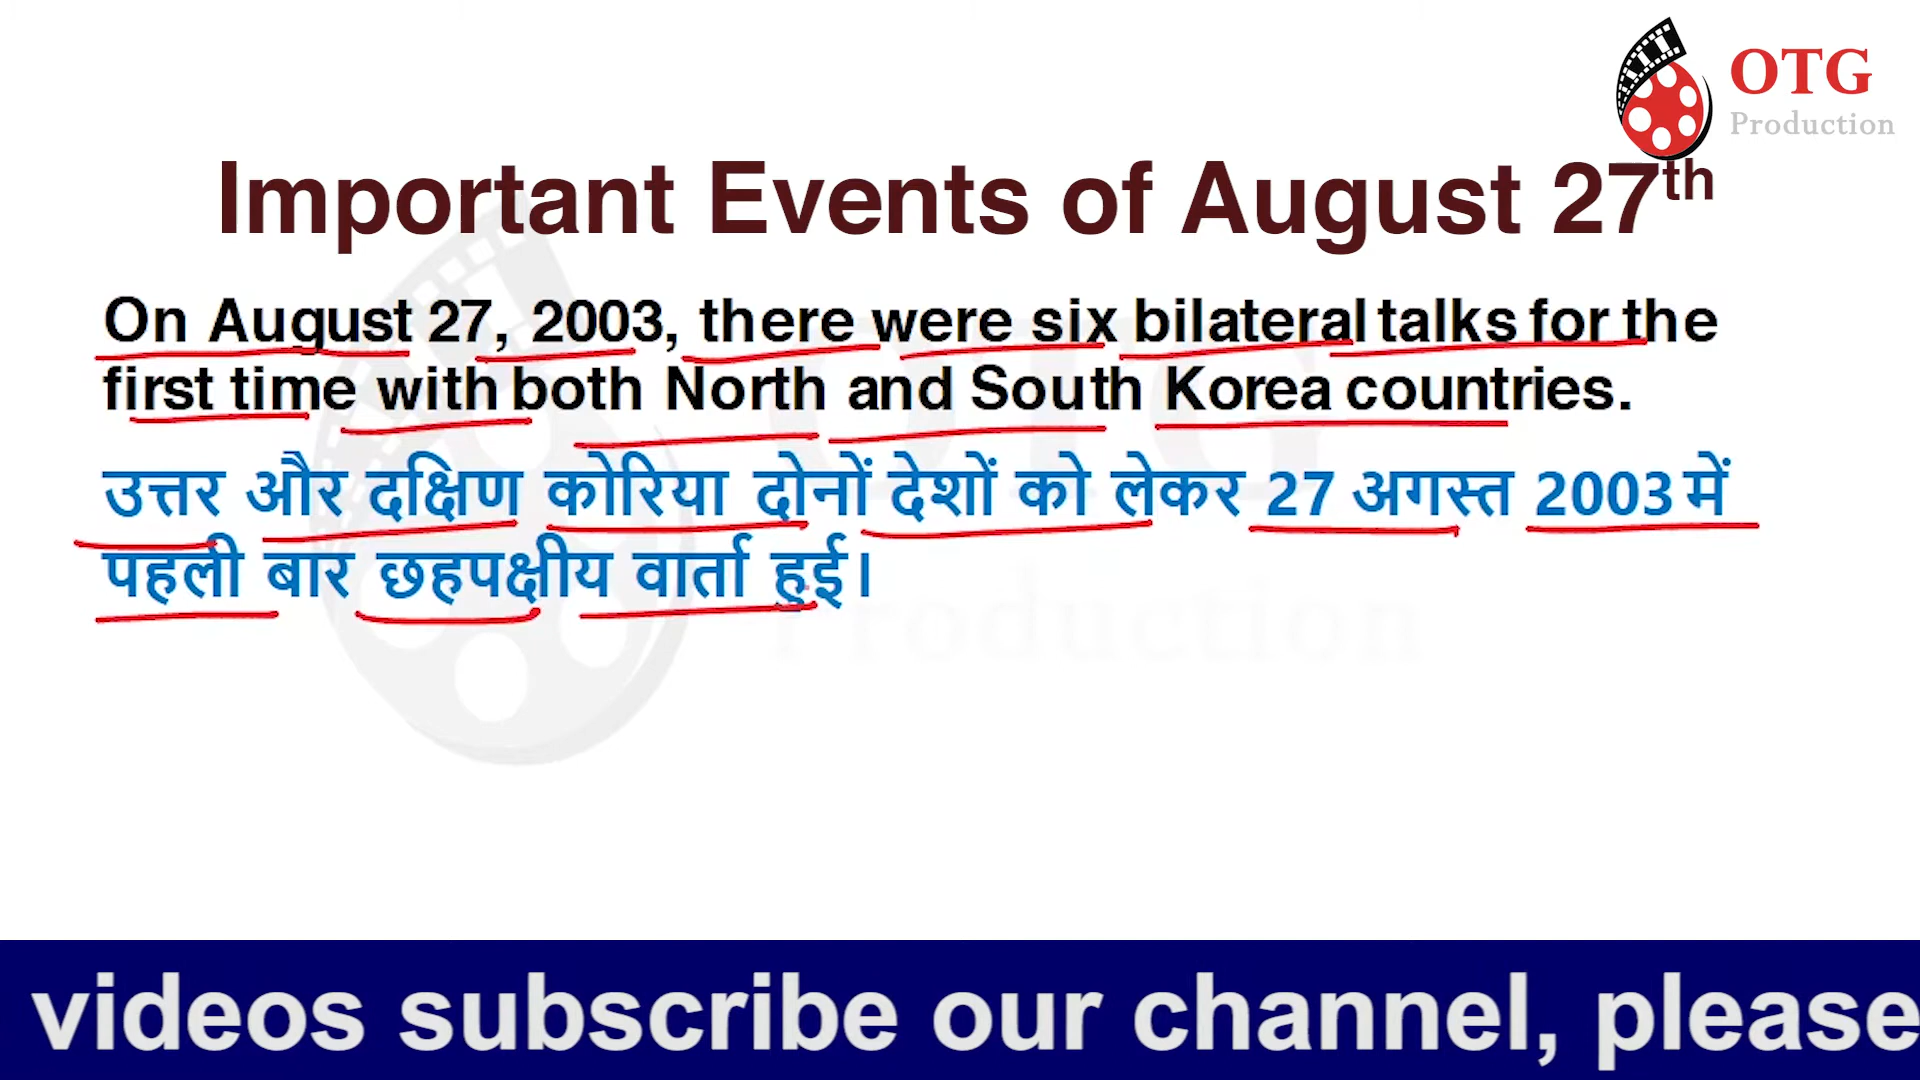 OTG
Production
Important Events of August 27th
On August 27, 2003, there were six bilateral talks for the
first time with both North and South Korea countries.
उत्तर और दक्षिण कोरिया दोनों देशों को लेकर 27 अगस्त 2003 में
पहली बार छहपक्षीय वार्ता हुई।
OTG
Production
videos subscribe our channel, please